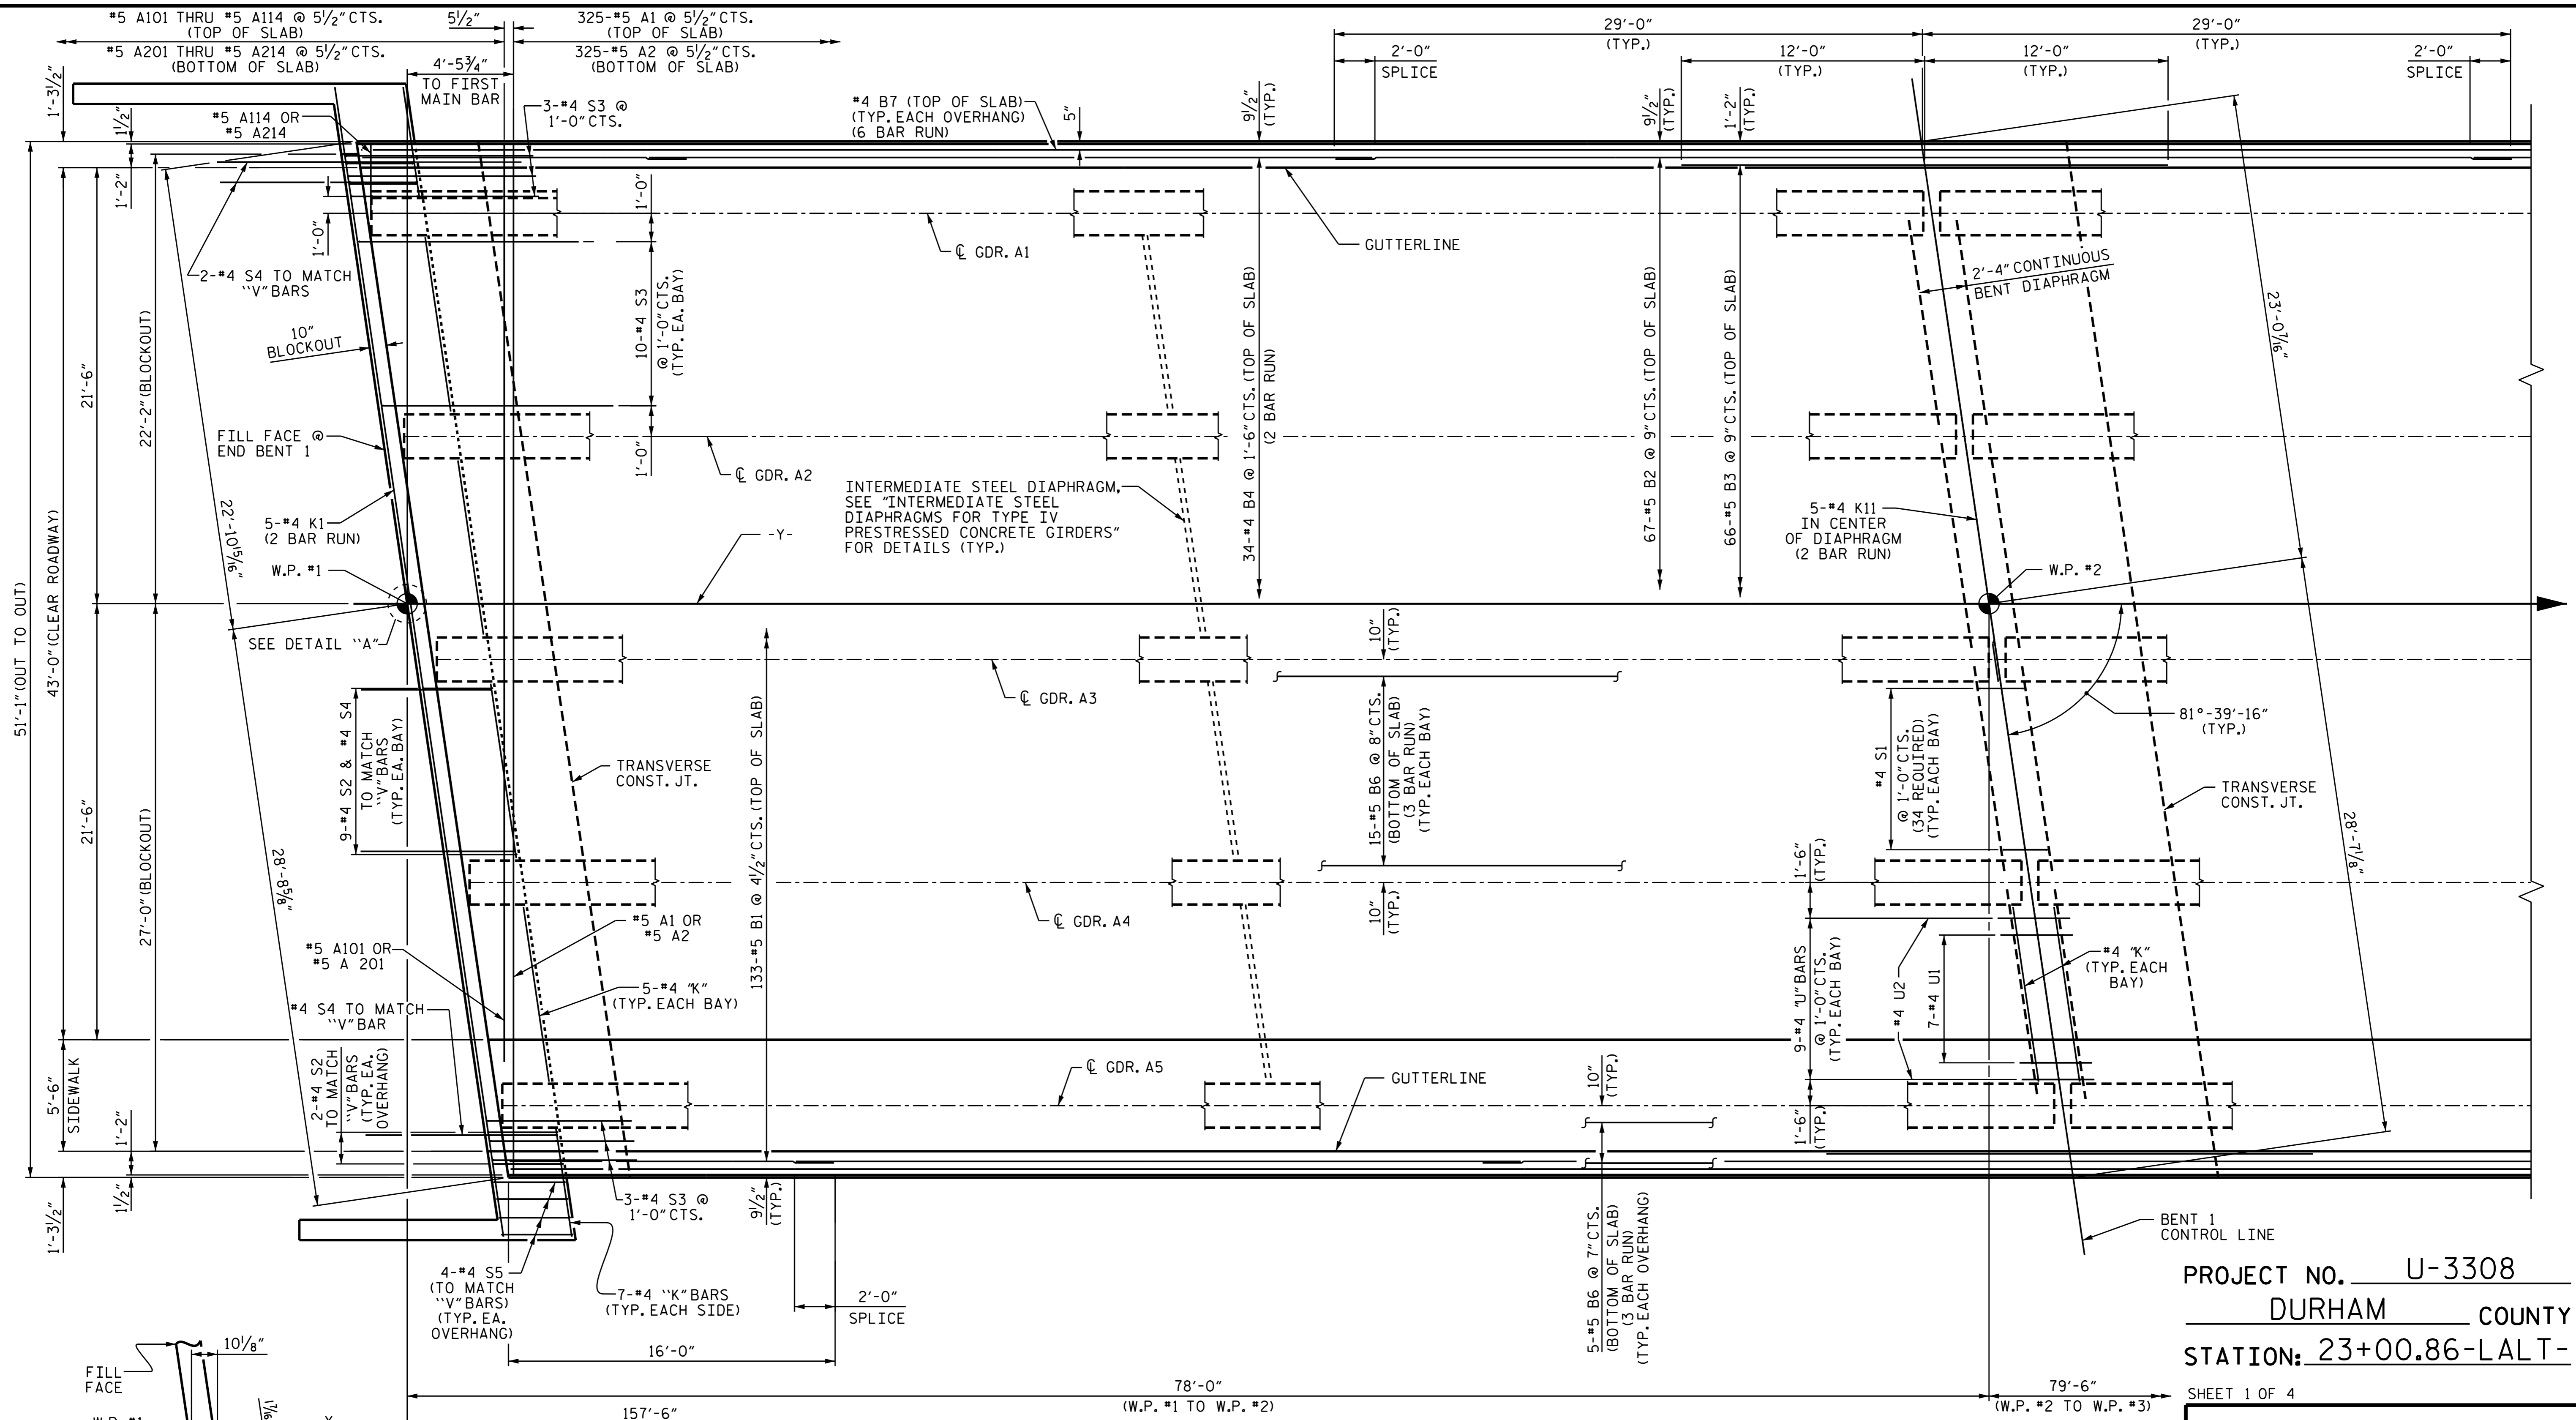 #5 A101 THRU #5 A114 @ 5½" CTS.
(TOP OF SLAB)
#5 A201 THRU #5 A214 @ 5½" CTS.
(BOTTOM OF SLAB)
5½"
325-#5 A1 @ 5½" CTS.
(TOP OF SLAB)
325-#5 A2 @ 5½" CTS.
(BOTTOM OF SLAB)
4'-5¾"
TO FIRST
MAIN BAR
29'-0"
(TYP.)
29'-0"
(TYP.)
2'-0"
SPLICE
12'-0"
(TYP.)
12'-0"
(TYP.)
2'-0"
SPLICE
1'-3½"
1½"
1'-2"
#5 A114 OR
#5 A214
3-#4 S3 @
1'-0" CTS.
#4 B7 (TOP OF SLAB)
(TYP. EACH OVERHANG)
(6 BAR RUN)
5"
9½"
(TYP.)
9½"
(TYP.)
1'-2"
(TYP.)
2-#4 S4 TO MATCH
‵‵V" BARS
1'-0"
1'-0"
10-#4 S3
@ 1'-0" CTS.
(TYP. EA. BAY)
1'-0"
℄ GDR. A1
GUTTERLINE
2'-4" CONTINUOUS
BENT DIAPHRAGM
23'-0⁷⁄₁₆"
10"
BLOCKOUT
21'-6"
22'-2" (BLOCKOUT)
FILL FACE @
END BENT 1
22'-10¹⁵⁄₁₆"
5-#4 K1
(2 BAR RUN)
W.P. #1
SEE DETAIL ‵‵A"
℄ GDR. A2
INTERMEDIATE STEEL DIAPHRAGM,
SEE "INTERMEDIATE STEEL
DIAPHRAGMS FOR TYPE IV
PRESTRESSED CONCRETE GIRDERS"
FOR DETAILS (TYP.)
-Y-
34-#4 B4 @ 1'-6" CTS. (TOP OF SLAB)
(2 BAR RUN)
67-#5 B2 @ 9" CTS. (TOP OF SLAB)
66-#5 B3 @ 9" CTS. (TOP OF SLAB)
5-#4 K11
IN CENTER
OF DIAPHRAGM
(2 BAR RUN)
W.P. #2
51'-1" (OUT TO OUT)
43'-0" (CLEAR ROADWAY)
21'-6"
27'-0" (BLOCKOUT)
28'-8⅝"
9-#4 S2 & #4 S4
TO MATCH
"V" BARS
(TYP. EA. BAY)
TRANSVERSE
CONST. JT.
133-#5 B1 @ 4½" CTS. (TOP OF SLAB)
℄ GDR. A3
10"
(TYP.)
15-#5 B6 @ 8" CTS.
(BOTTOM OF SLAB)
(3 BAR RUN)
(TYP. EACH BAY)
10"
(TYP.)
#4 S1
@ 1'-0" CTS.
(34 REQUIRED)
(TYP. EACH BAY)
81°-39'-16"
(TYP.)
TRANSVERSE
CONST. JT.
28'-7⅛"
#5 A1 OR
#5 A2
℄ GDR. A4
#5 A101 OR
#5 A 201
5-#4 "K"
(TYP. EACH BAY)
#4 S4 TO MATCH
‵‵V" BAR
1'-6"
(TYP.)
9-#4 "U" BARS
@ 1'-0" CTS.
(TYP. EACH BAY)
#4 U2
7-#4 U1
#4 "K"
(TYP. EACH
BAY)
1'-6"
(TYP.)
5'-6"
SIDEWALK
1'-2"
2-#4 S2
TO MATCH
‵‵V" BARS
(TYP. EA.
OVERHANG)
℄ GDR. A5
GUTTERLINE
10"
(TYP.)
1'-3½"
1½"
3-#4 S3 @
1'-0" CTS.
9½"
(TYP.)
5-#5 B6 @ 7" CTS.
(BOTTOM OF SLAB)
(3 BAR RUN)
(TYP. EACH OVERHANG)
BENT 1
CONTROL LINE
4-#4 S5
(TO MATCH
‵‵V" BARS)
(TYP. EA.
OVERHANG)
7-#4 ‵‵K" BARS
(TYP. EACH SIDE)
2'-0"
SPLICE
16'-0"
PROJECT NO. U-3308
DURHAM COUNTY
STATION: 23+00.86-LALT-
SHEET 1 OF 4
78'-0"
(W.P. #1 TO W.P. #2)
79'-6"
(W.P. #2 TO W.P. #3)
157'-6"
10⅛"
FILL
FACE